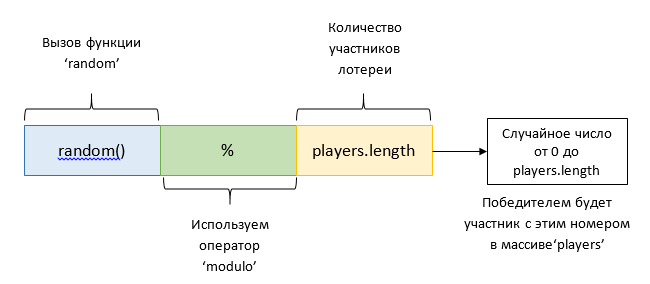 Вызов функции
‘random’
Количество
участников
лотереи
random()
%
players.length
Случайное число
от 0 до
players.length
Используем
оператор
‘modulo’
Победителем будет
участник с этим номером
в массиве‘players’